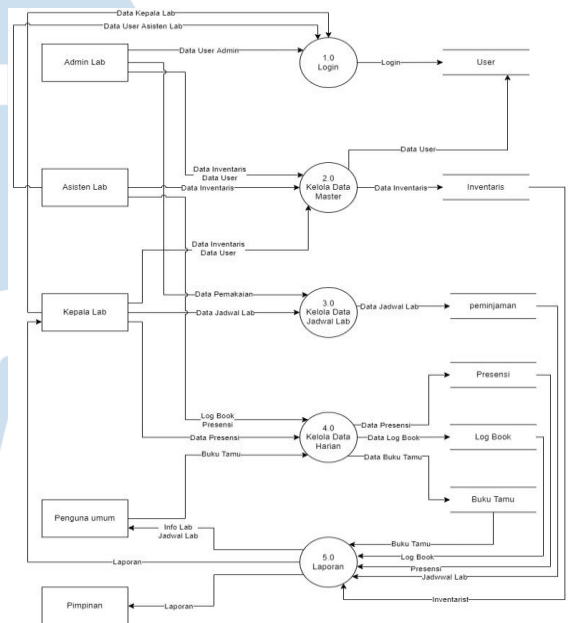 Data Kepala Lab
Data User Asisten Lab
Admin Lab
Data User Admin
1.0
Login
Login
User
Data User
Data Inventaris
Data User
Asisten Lab
Data Inventaris
2.0
Kelola Data
Master
Data Inventaris
Inventaris
Data Inventaris
Data User
Data Pemakaian
Kepala Lab
Data Jadwal Lab
3.0
Kelola Data
Jadwal Lab
Data Jadwal Lab
peminjaman
Presensi
Log Book
Presensi
Data Presensi
Buku Tamu
4.0
Kelola Data
Harian
Data Presensi
Data Log Book
Data Buku Tamu
Log Book
Buku Tamu
Penguna umum
Info Lab
Jadwal Lab
Laporan
5.0
Laporan
Buku Tamu
Log Book
Presensi
Jadwwal Lab
Inventarist
Pimpinan
Laporan